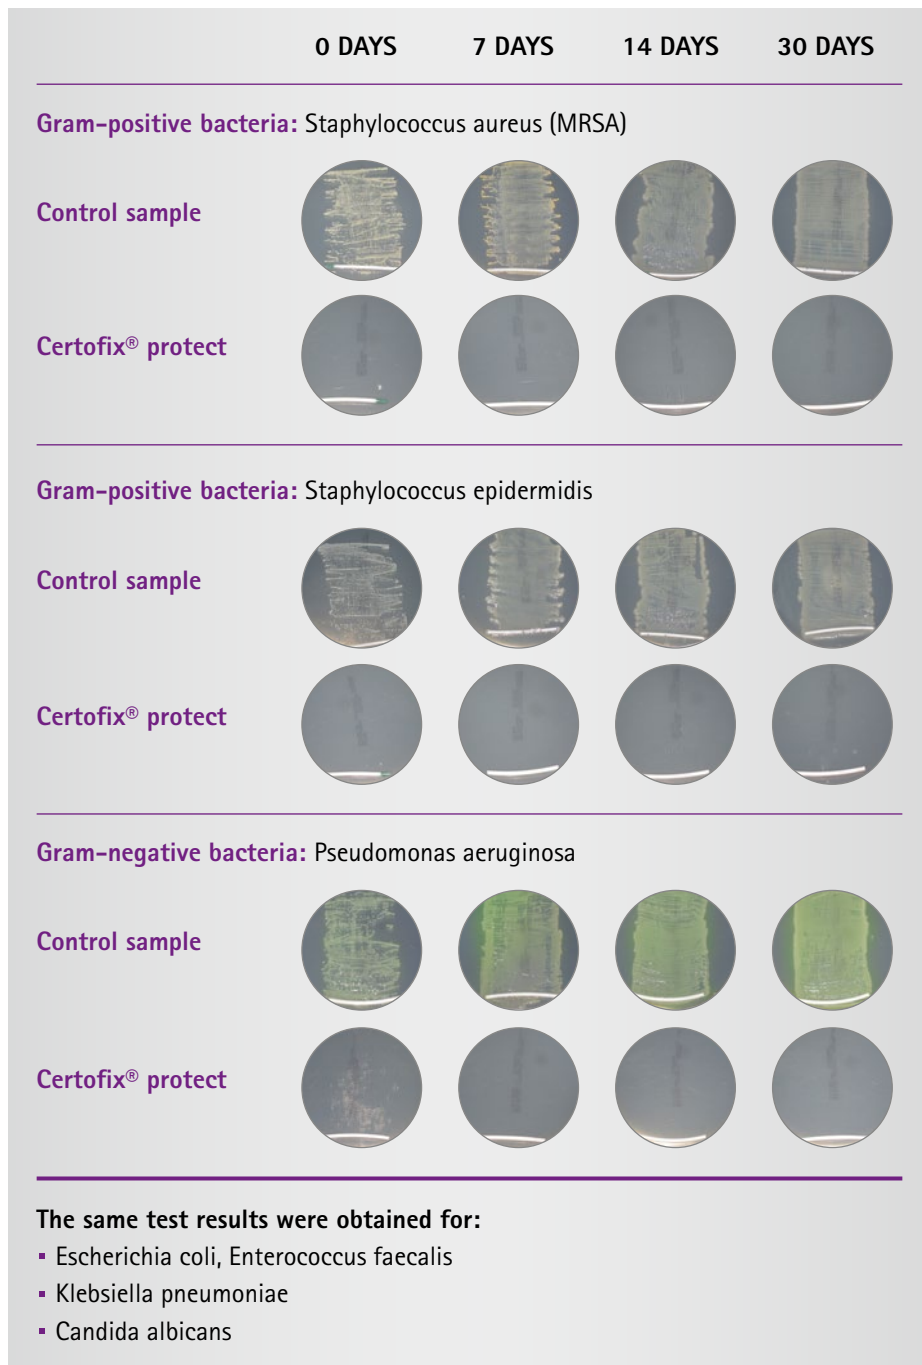 0 DAYS 7 DAYS 14 DAYS 30 DAYS
Gram-positive bacteria: Staphylococcus aureus (MRSA)
Control sample
Certofix® protect
Gram-positive bacteria: Staphylococcus epidermidis
Control sample
Certofix® protect
Gram-negative bacteria: Pseudomonas aeruginosa
Control sample
Certofix® protect
The same test results were obtained for:
▪ Escherichia coli, Enterococcus faecalis
▪ Klebsiella pneumoniae
▪ Candida albicans